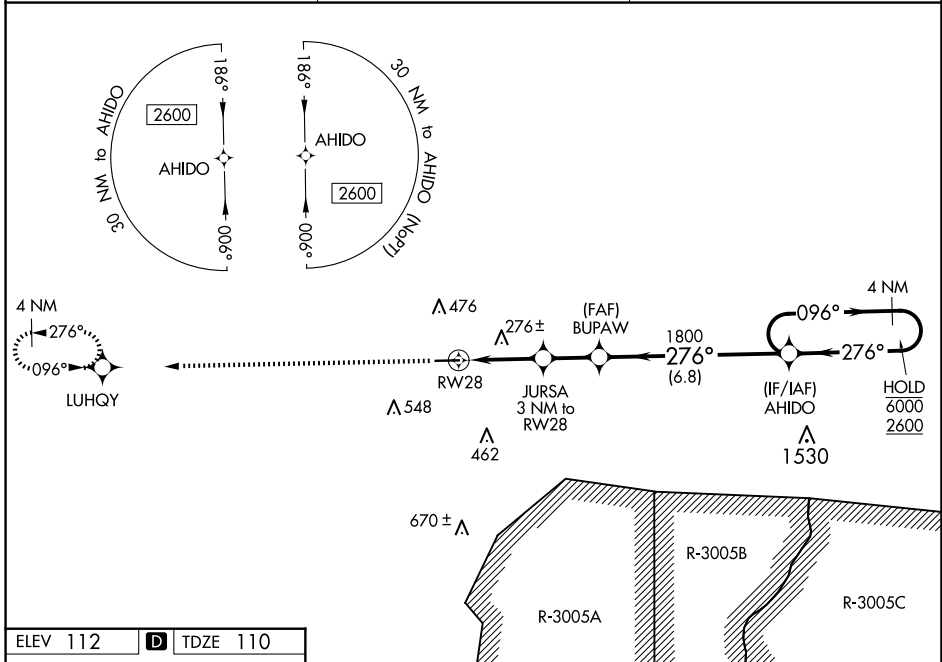 186°
2600
AHIDO
006°
30 NM to AHIDO
186°
AHIDO
2600
006°
30 NM to AHIDO (NoPT)
4 NM
276°
096°
LUHQY
476
276±
RW28
548
462
JURSA
3 NM to
RW28
(FAF)
BUPAW
1800
276°
(6.8)
(IF/IAF)
AHIDO
1530
4 NM
096°
276°
HOLD
6000
2600
670 ±
R-3005A
R-3005B
R-3005C
ELEV 112 D TDZE 110